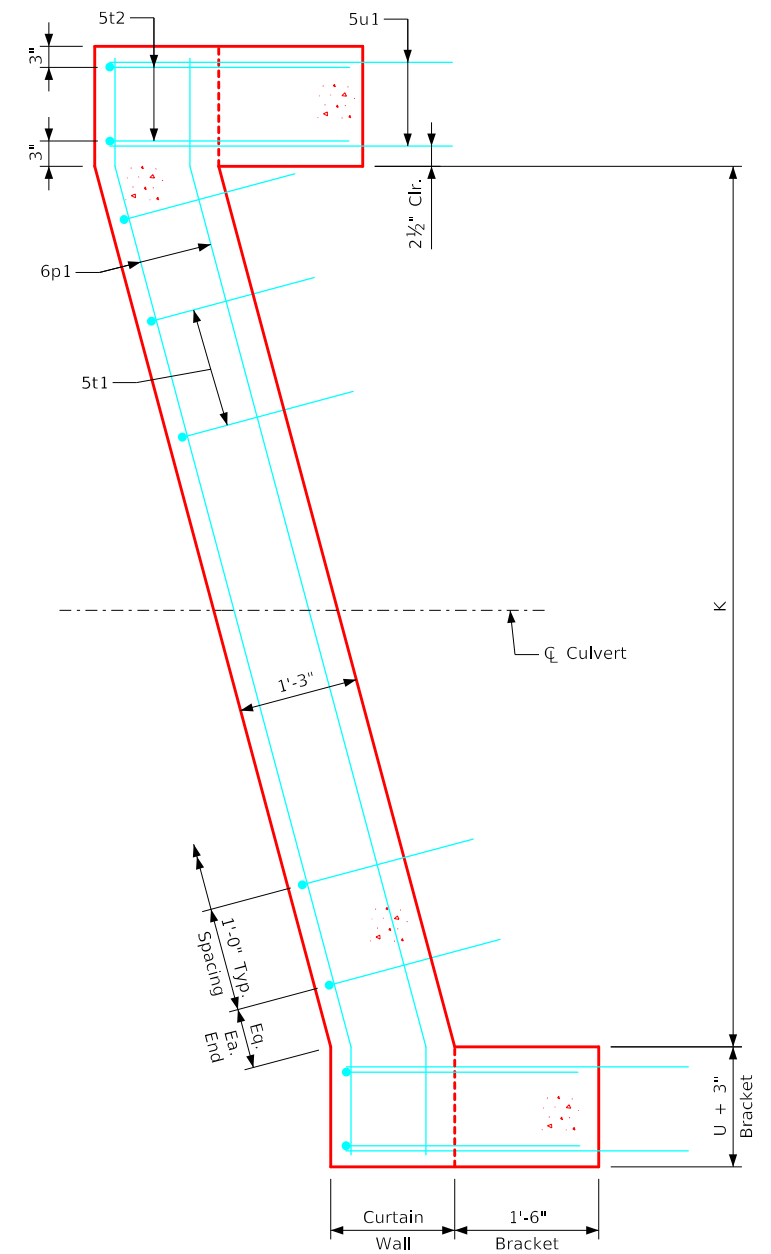 5t2
5u1
3"
3"
2½" Clr.
6p1
5t1
K
℄ Culvert
1'-3"
1'-0" Typ.
Spacing
Eq.
Ea.
End
U + 3"
Bracket
Curtain
Wall
1'-6"
Bracket